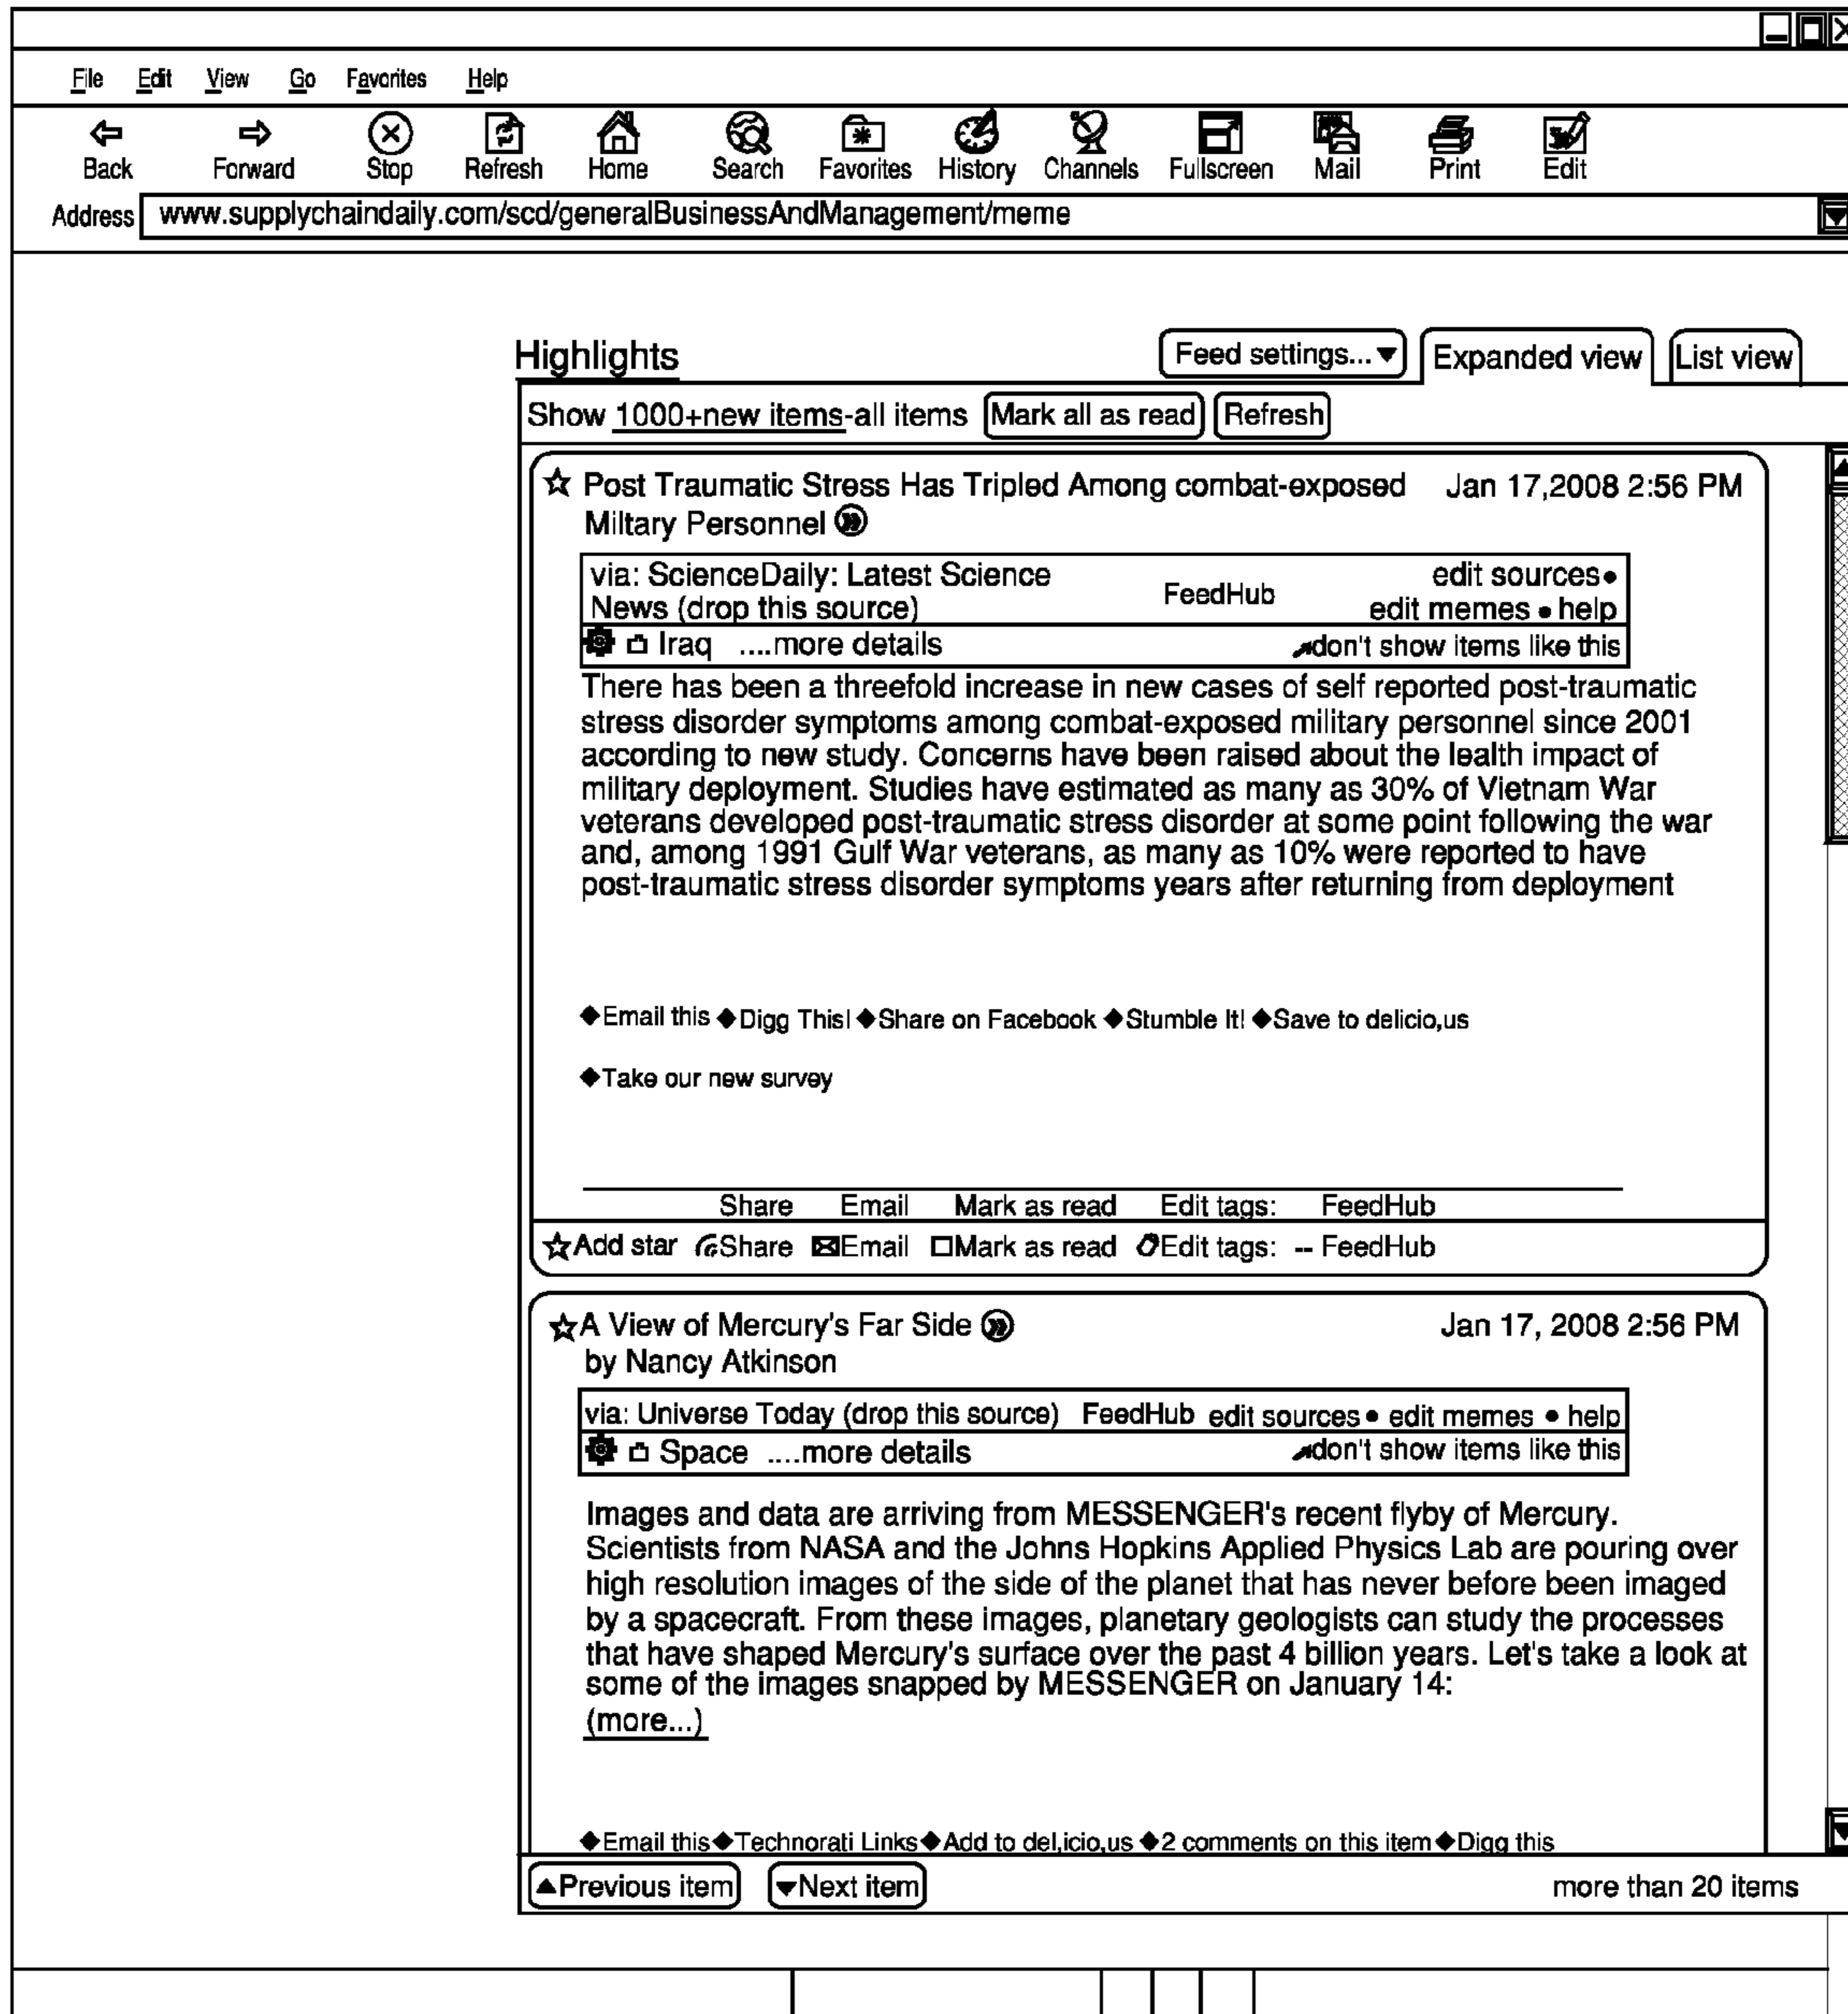 File Edit View Go Favorites Help
Back Forward Stop Refresh Home Search Favorites History Channels Fullscreen Mail Print Edit
Address www.supplychaindaily.com/scd/generalBusinessAndManagement/meme
Highlights Feed settings... Expanded view List view
Show 1000+new items-all items Mark all as read Refresh
Post Traumatic Stress Has Tripled Among combat-exposed Jan 17,2008 2:56 PM
Miltary Personnel
via: ScienceDaily: Latest Science edit sources•
News (drop this source) FeedHub edit memes • help
Iraq ....more details don't show items like this
There has been a threefold increase in new cases of self reported post-traumatic
stress disorder symptoms among combat-exposed military personnel since 2001
according to new study. Concerns have been raised about the lealth impact of
military deployment. Studies have estimated as many as 30% of Vietnam War
veterans developed post-traumatic stress disorder at some point following the war
and, among 1991 Gulf War veterans, as many as 10% were reported to have
post-traumatic stress disorder symptoms years after returning from deployment
◆Email this ◆Digg This! ◆Share on Facebook ◆Stumble It! ◆Save to delicio,us
◆Take our new survey
Share Email Mark as read Edit tags: FeedHub
Add star Share Email Mark as read Edit tags: -- FeedHub
A View of Mercury's Far Side Jan 17, 2008 2:56 PM
by Nancy Atkinson
via: Universe Today (drop this source) FeedHub edit sources • edit memes • help
Space ....more details don't show items like this
Images and data are arriving from MESSENGER's recent flyby of Mercury.
Scientists from NASA and the Johns Hopkins Applied Physics Lab are pouring over
high resolution images of the side of the planet that has never before been imaged
by a spacecraft. From these images, planetary geologists can study the processes
that have shaped Mercury's surface over the past 4 billion years. Let's take a look at
some of the images snapped by MESSENGER on January 14:
(more...)
◆Email this◆Technorati Links◆Add to del,icio,us ◆2 comments on this item◆Digg this
▲Previous item ▼Next item more than 20 items